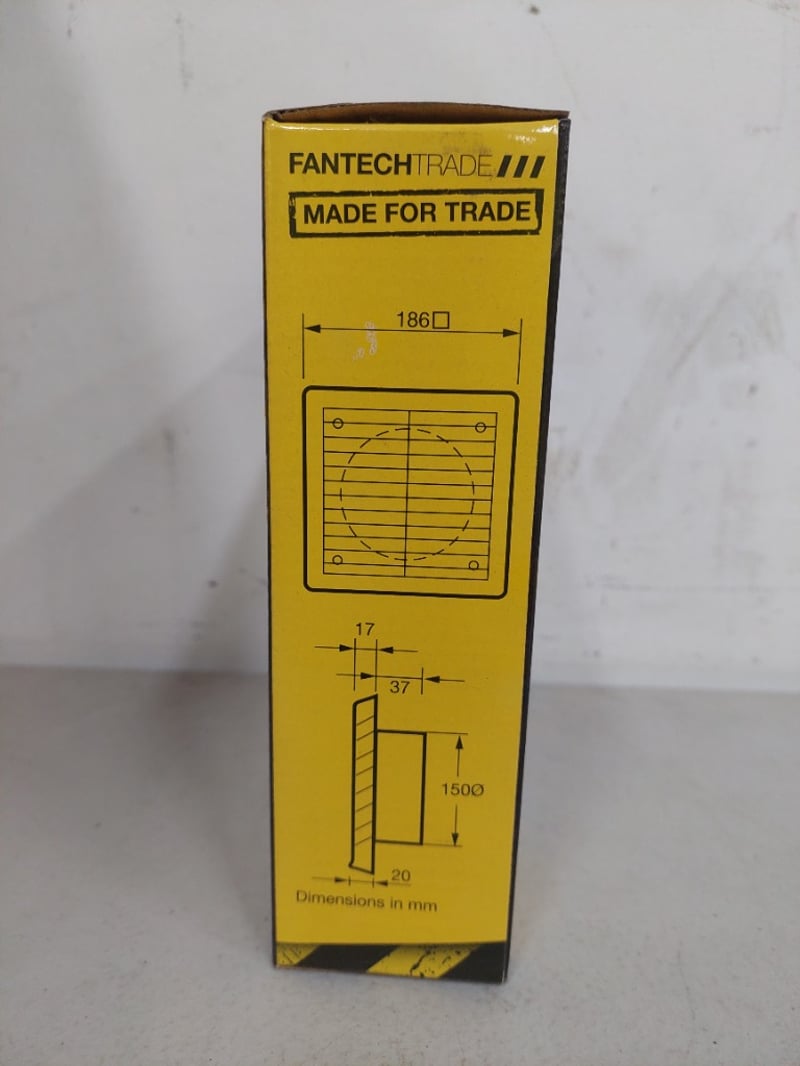 FANTECHTRADE
MADE FOR TRADE
186□
17
37
150Ø
20
Dimensions in mm